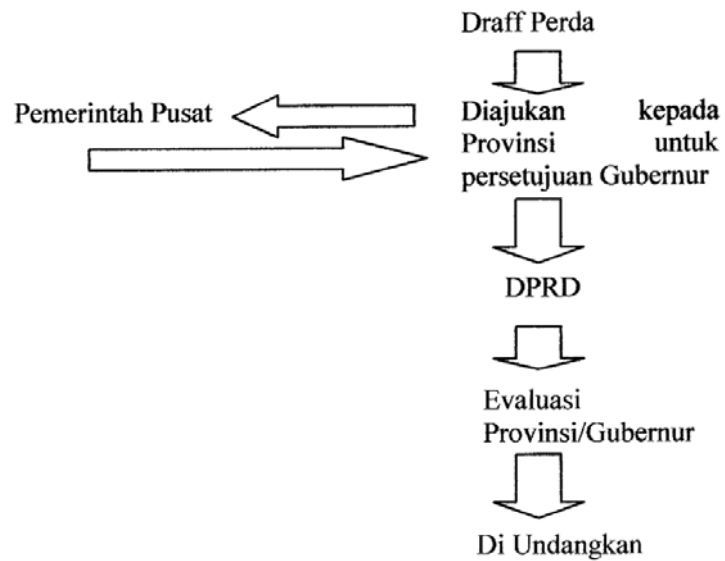 Draff Perda
Pemerintah Pusat
Diajukan kepada
Provinsi untuk
persetujuan Gubernur
DPRD
Evaluasi
Provinsi/Gubernur
Di Undangkan